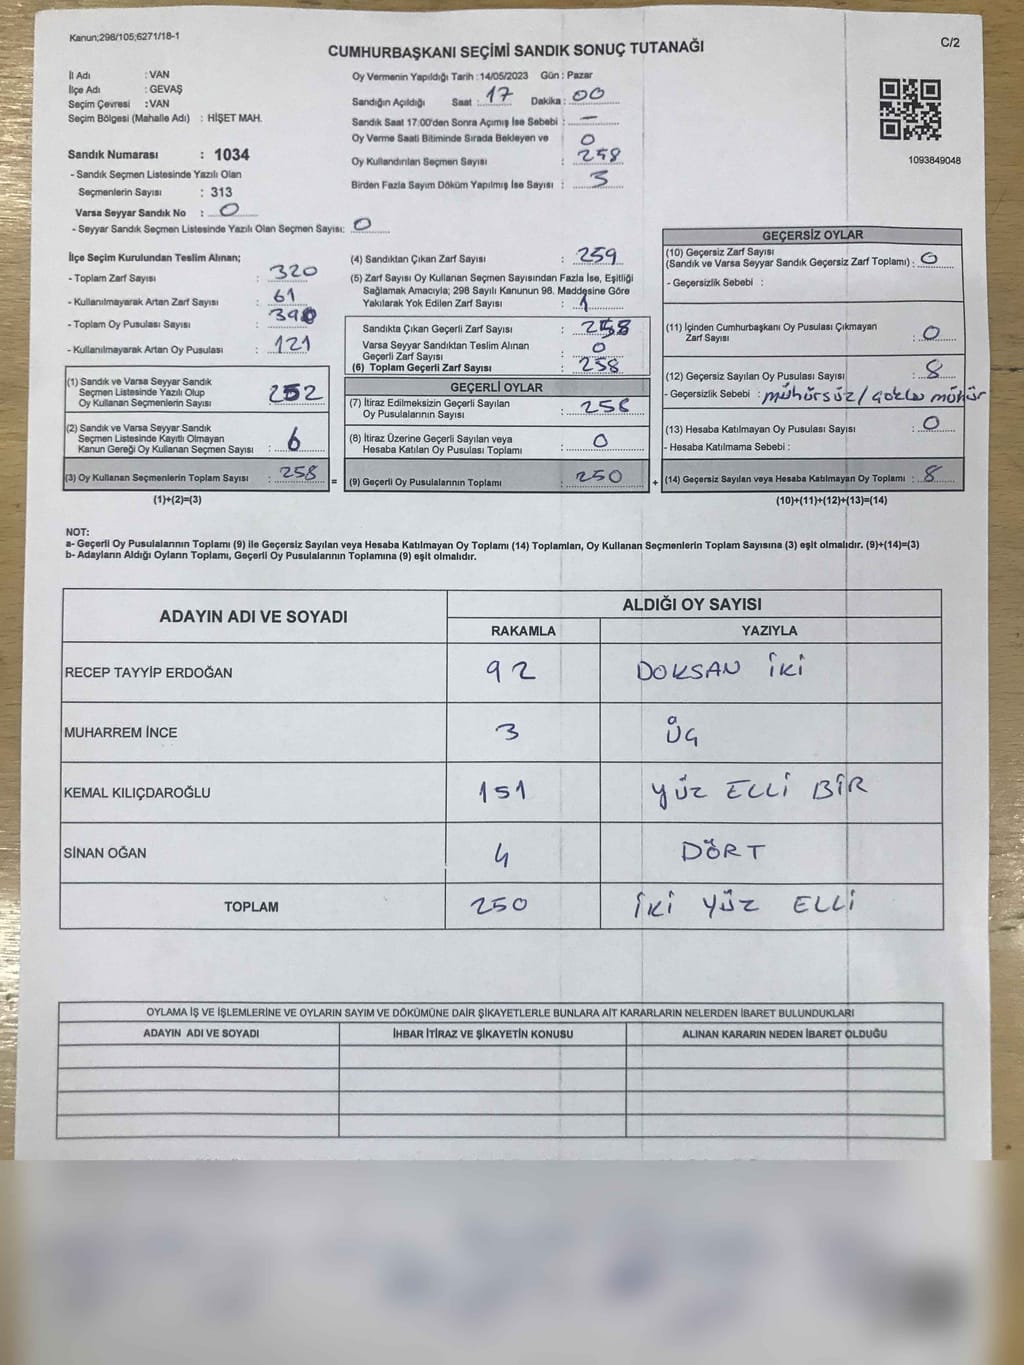 Kanun;298/105;6271/18-1
C/2
CUMHURBAŞKANI SEÇİMİ SANDIK SONUÇ TUTANAĞI
İl Adı : VAN
İlçe Adı : GEVAŞ
Seçim Çevresi : VAN
Seçim Bölgesi (Mahalle Adı) : HİŞET MAH.
Sandık Numarası : 1034
- Sandık Seçmen Listesinde Yazılı Olan
Seçmenlerin Sayısı : 313
Varsa Seyyar Sandık No : 0
- Seyyar Sandık Seçmen Listesinde Yazılı Olan Seçmen Sayısı: 0
Oy Vermenin Yapıldığı Tarih : 14/05/2023 Gün : Pazar
Sandığın Açıldığı Saat : 17 Dakika : 00
Sandık Saat 17:00'den Sonra Açımış İse Sebebi : —
Oy Verme Saati Bitiminde Sırada Bekleyen ve 0
Oy Kullandırılan Seçmen Sayısı : 258
Birden Fazla Sayım Döküm Yapılmış İse Sayısı : 3
1093849048
İlçe Seçim Kurulundan Teslim Alınan;
- Toplam Zarf Sayısı : 320
- Kullanılmayarak Artan Zarf Sayısı : 61
- Toplam Oy Pusulası Sayısı :
- Kullanılmayarak Artan Oy Pusulası : 121
(1) Sandık ve Varsa Seyyar Sandık
Seçmen Listesinde Yazılı Olup
Oy Kullanan Seçmenlerin Sayısı : 252
(2) Sandık ve Varsa Seyyar Sandık
Seçmen Listesinde Kayıtlı Olmayan
Kanun Gereği Oy Kullanan Seçmen Sayısı : 6
(3) Oy Kullanan Seçmenlerin Toplam Sayısı : 258
(1)+(2)=(3)
=
(4) Sandıktan Çıkan Zarf Sayısı : 259
(5) Zarf Sayısı Oy Kullanan Seçmen Sayısından Fazla İse, Eşitliği
Sağlamak Amacıyla; 298 Sayılı Kanunun 98. Maddesine Göre
Yakılarak Yok Edilen Zarf Sayısı : 1
Sandıkta Çıkan Geçerli Zarf Sayısı : 258
Varsa Seyyar Sandıktan Teslim Alınan
Geçerli Zarf Sayısı : 0
(6) Toplam Geçerli Zarf Sayısı : 258
GEÇERLİ OYLAR
(7) İtiraz Edilmeksizin Geçerli Sayılan
Oy Pusulalarının Sayısı : 258
(8) İtiraz Üzerine Geçerli Sayılan veya
Hesaba Katılan Oy Pusulası Toplamı : 0
(9) Geçerli Oy Pusulalarının Toplamı : 250
+
GEÇERSİZ OYLAR
(10) Geçersiz Zarf Sayısı
(Sandık ve Varsa Seyyar Sandık Geçersiz Zarf Toplamı) : 0
- Geçersizlik Sebebi :
(11) İçinden Cumhurbaşkanı Oy Pusulası Çıkmayan
Zarf Sayısı : 0
(12) Geçersiz Sayılan Oy Pusulası Sayısı : 8
- Geçersizlik Sebebi : mühürsüz/ mühür
(13) Hesaba Katılmayan Oy Pusulası Sayısı : 0
- Hesaba Katılmama Sebebi :
(14) Geçersiz Sayılan veya Hesaba Katılmayan Oy Toplamı : 8
(10)+(11)+(12)+(13)=(14)
NOT:
a- Geçerli Oy Pusulalarının Toplamı (9) ile Geçersiz Sayılan veya Hesaba Katılmayan Oy Toplamı (14) Toplamları, Oy Kullanan Seçmenlerin Toplam Sayısına (3) eşit olmalıdır. (9)+(14)=(3)
b- Adayların Aldığı Oyların Toplamı, Geçerli Oy Pusulalarının Toplamına (9) eşit olmalıdır.
ADAYIN ADI VE SOYADI
ALDIĞI OY SAYISI
RAKAMLA YAZIYLA
RECEP TAYYİP ERDOĞAN 92 DOKSAN İKİ
MUHARREM İNCE 3 ÜÇ
KEMAL KILIÇDAROĞLU 151 YÜZ ELLİ BİR
SİNAN OĞAN 4 DÖRT
TOPLAM 250 İKİ YÜZ ELLİ
OYLAMA İŞ VE İŞLEMLERİNE VE OYLARIN SAYIM VE DÖKÜMÜNE DAİR ŞİKAYETLERLE BUNLARA AİT KARARLARIN NELERDEN İBARET BULUNDUKLARI
ADAYIN ADI VE SOYADI İHBAR İTİRAZ VE ŞİKAYETİN KONUSU ALINAN KARARIN NEDEN İBARET OLDUĞU